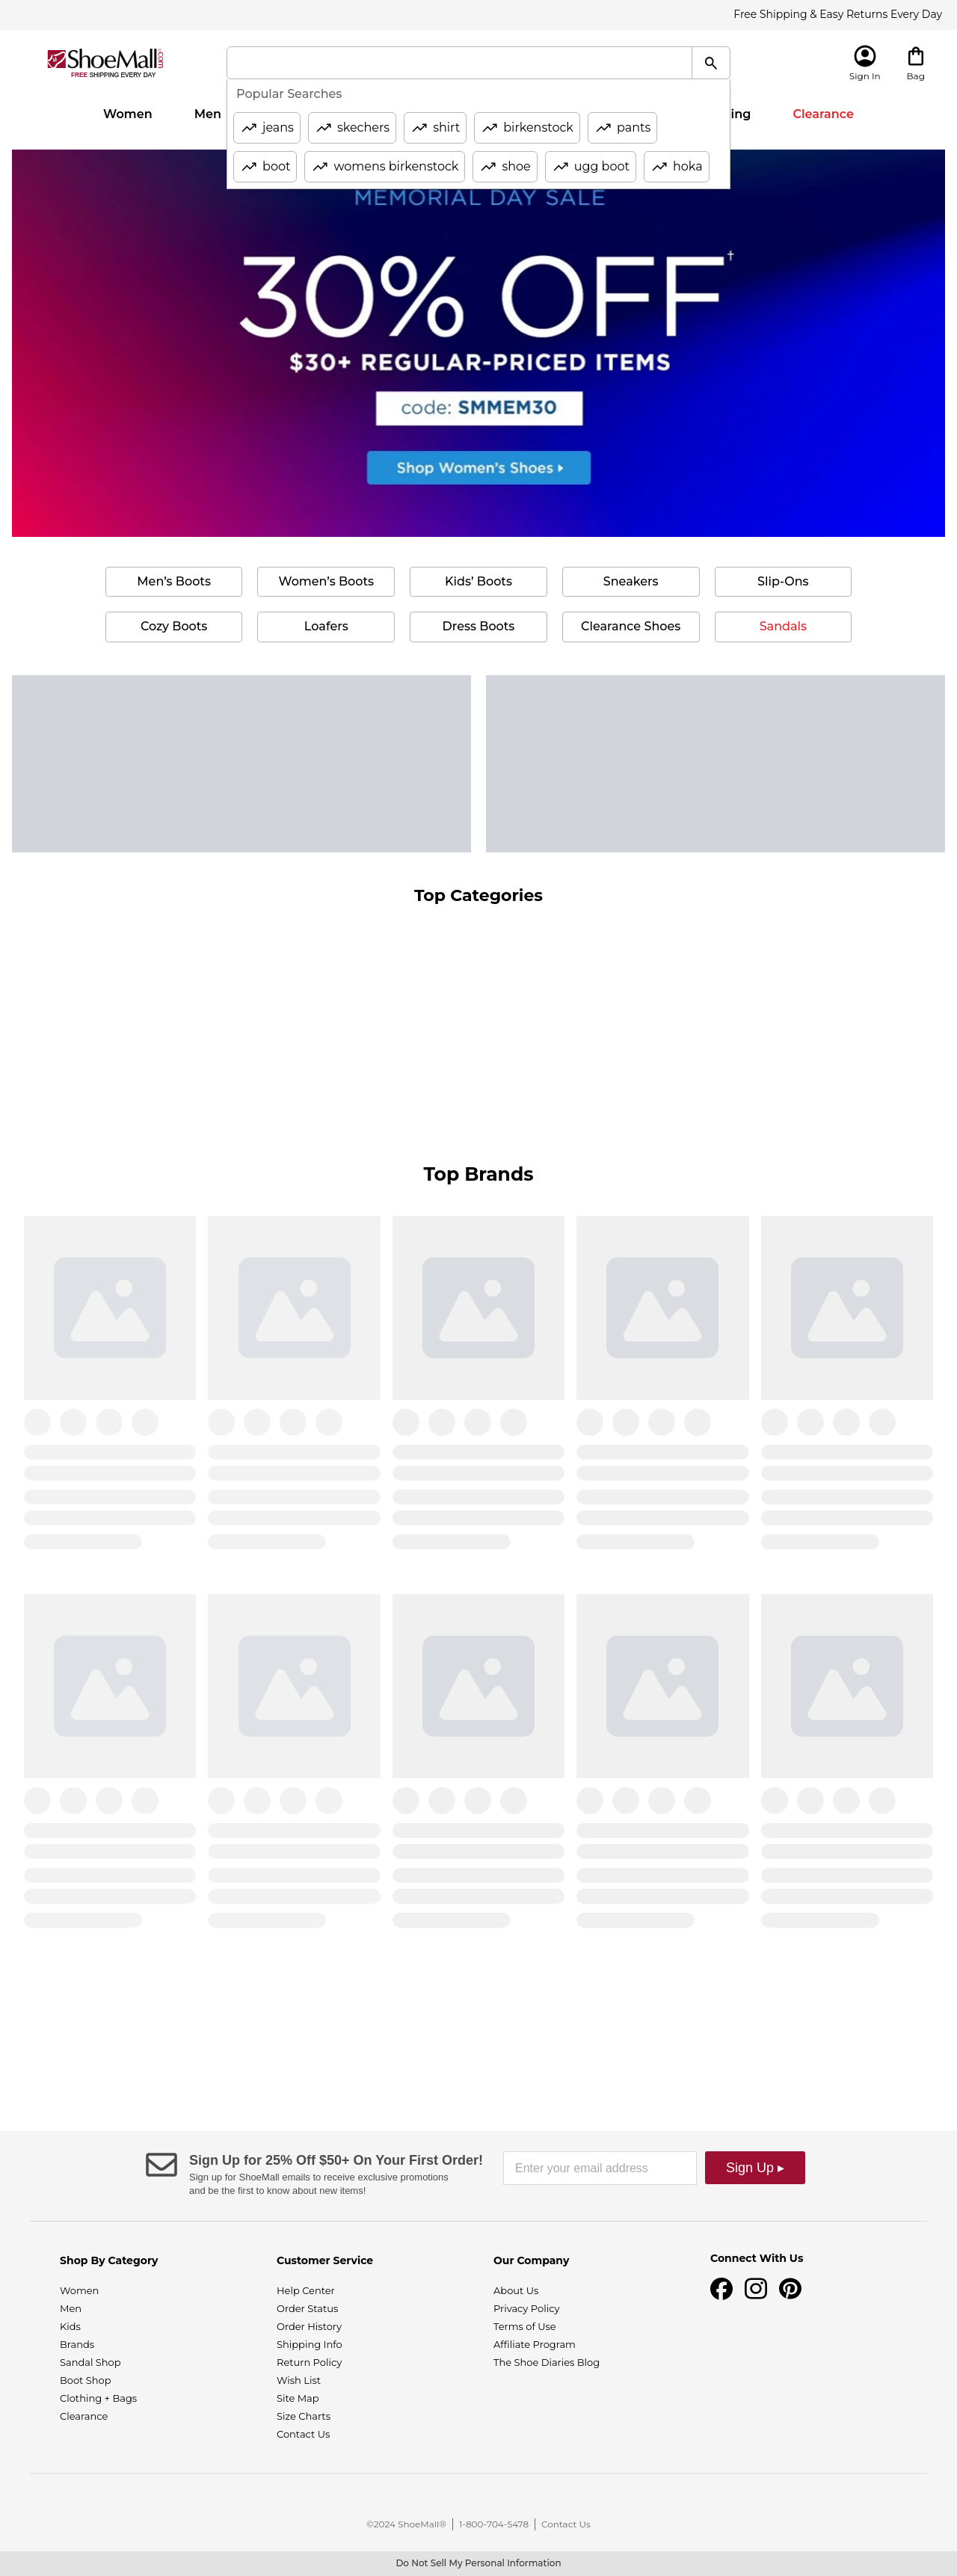 Free Shipping & Easy Returns Every Day
ShoeMall.com
FREE SHIPPING EVERY DAY
Sign In
Bag
Popular Searches
Women
Men
ing
Clearance
jeans
skechers
shirt
birkenstock
pants
boot
womens birkenstock
shoe
ugg boot
hoka
MEMORIAL DAY SALE
30% OFF†
$30+ REGULAR-PRICED ITEMS
code: SMMEM30
Shop Women's Shoes
Men's Boots
Women's Boots
Kids' Boots
Sneakers
Slip-Ons
Cozy Boots
Loafers
Dress Boots
Clearance Shoes
Sandals
Top Categories
Top Brands
Sign Up for 25% Off $50+ On Your First Order!
Sign up for ShoeMall emails to receive exclusive promotions
and be the first to know about new items!
Enter your email address
Sign Up ▸
Shop By Category
Women
Men
Kids
Brands
Sandal Shop
Boot Shop
Clothing + Bags
Clearance
Customer Service
Help Center
Order Status
Order History
Shipping Info
Return Policy
Wish List
Site Map
Size Charts
Contact Us
Our Company
About Us
Privacy Policy
Terms of Use
Affiliate Program
The Shoe Diaries Blog
Connect With Us
©2024 ShoeMall®
1-800-704-5478
Contact Us
Do Not Sell My Personal Information